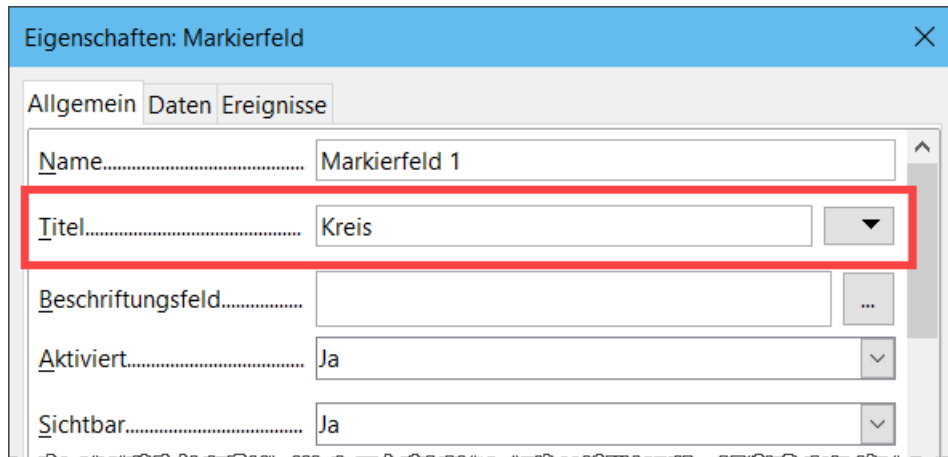 Eigenschaften: Markierfeld
Allgemein Daten Ereignisse
Name........................................ Markierfeld 1
Titel........................................... Kreis
Beschriftungsfeld................. ...
Aktiviert................................... Ja
Sichtbar................................... Ja